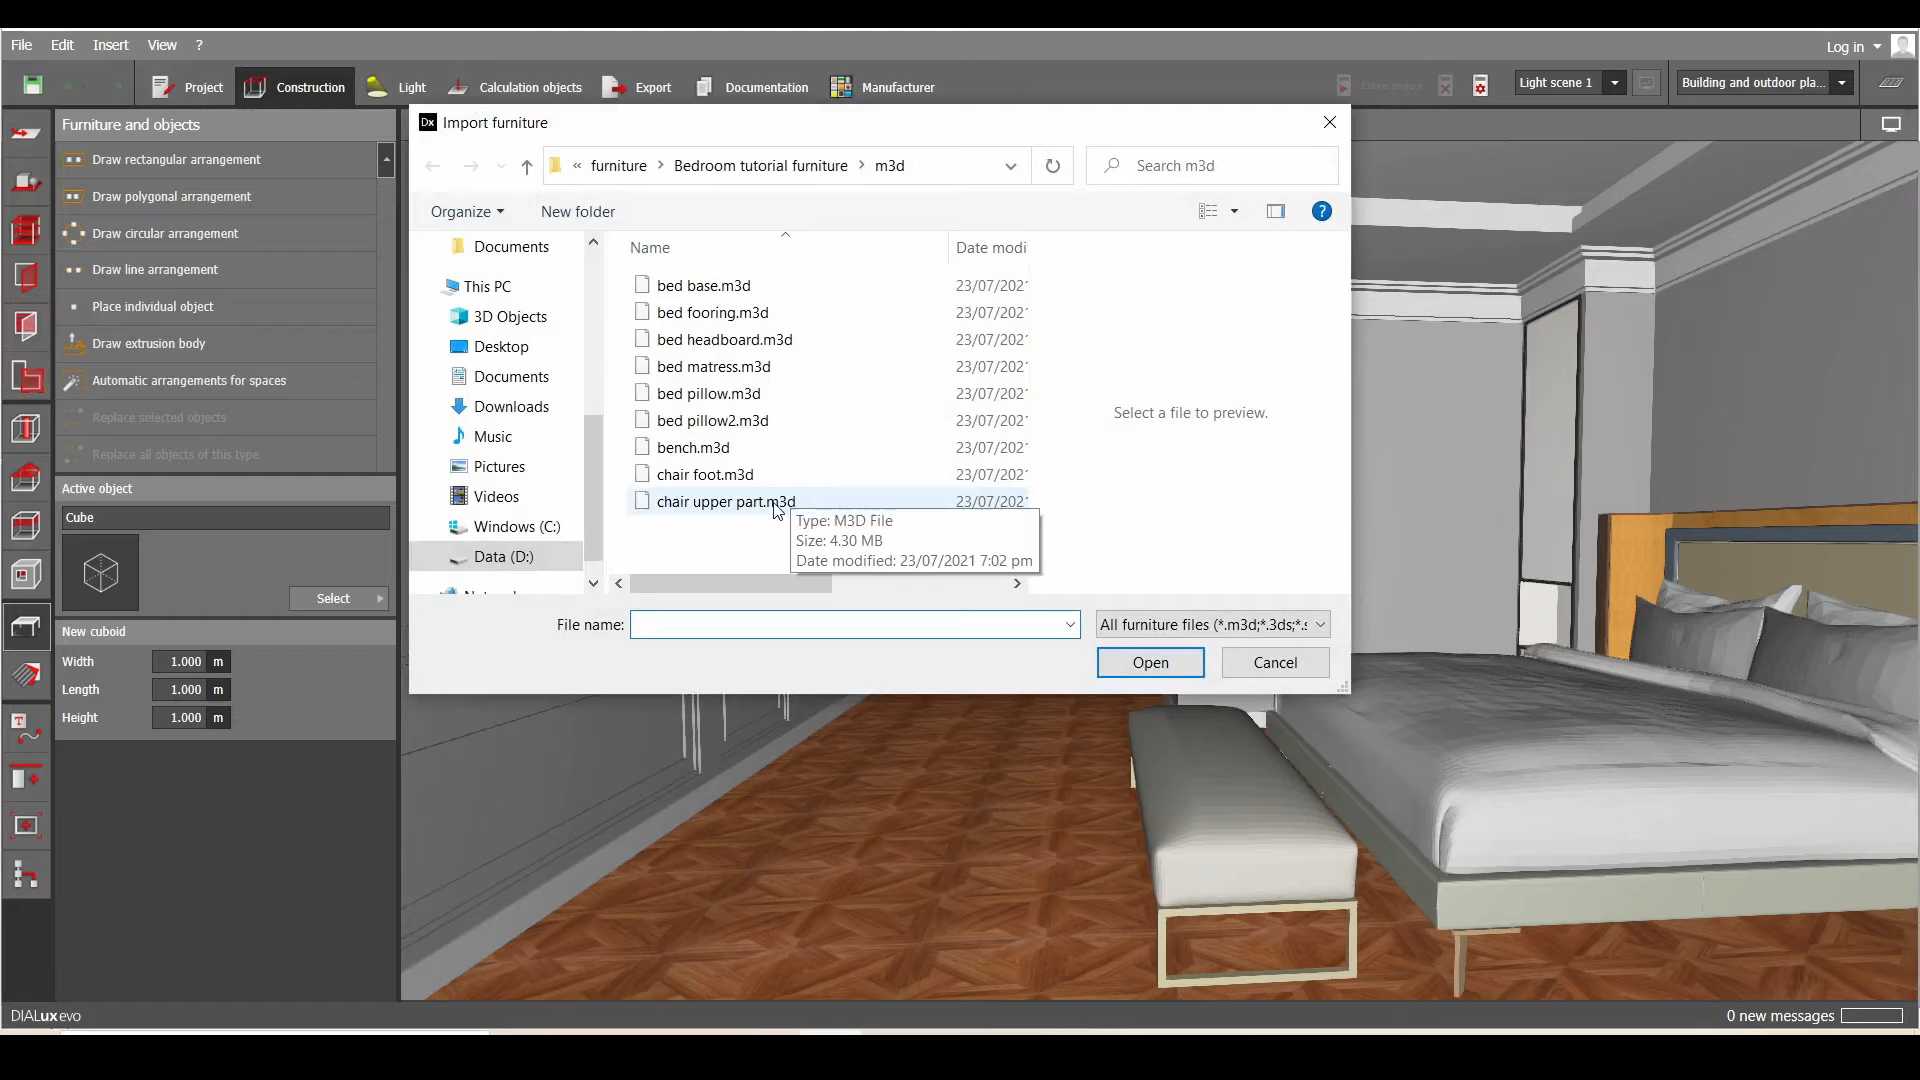 File Edit Insert View ? Log in
Project Construction Light Calculation objects Export Documentation Manufacturer Entire project Light scene 1 Building and outdoor pla...
Furniture and objects
Draw rectangular arrangement
Draw polygonal arrangement
Draw circular arrangement
Draw line arrangement
Place individual object
Draw extrusion body
Automatic arrangements for spaces
Replace selected objects
Replace all objects of this type
Active object
Cube
Select
New cuboid
Width 1.000 m
Length 1.000 m
Height 1.000 m
Dx Import furniture
« furniture > Bedroom tutorial furniture > m3d
Search m3d
Organize New folder ?
Documents
This PC
3D Objects
Desktop
Documents
Downloads
Music
Pictures
Videos
Windows (C:)
Data (D:)
Name Date modi
bed base.m3d 23/07/202
bed fooring.m3d 23/07/202
bed headboard.m3d 23/07/202
bed matress.m3d 23/07/202
bed pillow.m3d 23/07/202
bed pillow2.m3d 23/07/202
bench.m3d 23/07/202
chair foot.m3d 23/07/202
chair upper part.m3d 23/07/202
Type: M3D File
Size: 4.30 MB
Date modified: 23/07/2021 7:02 pm
Select a file to preview.
File name: All furniture files (*.m3d;*.3ds;*.s
Open Cancel
DIALux evo 0 new messages